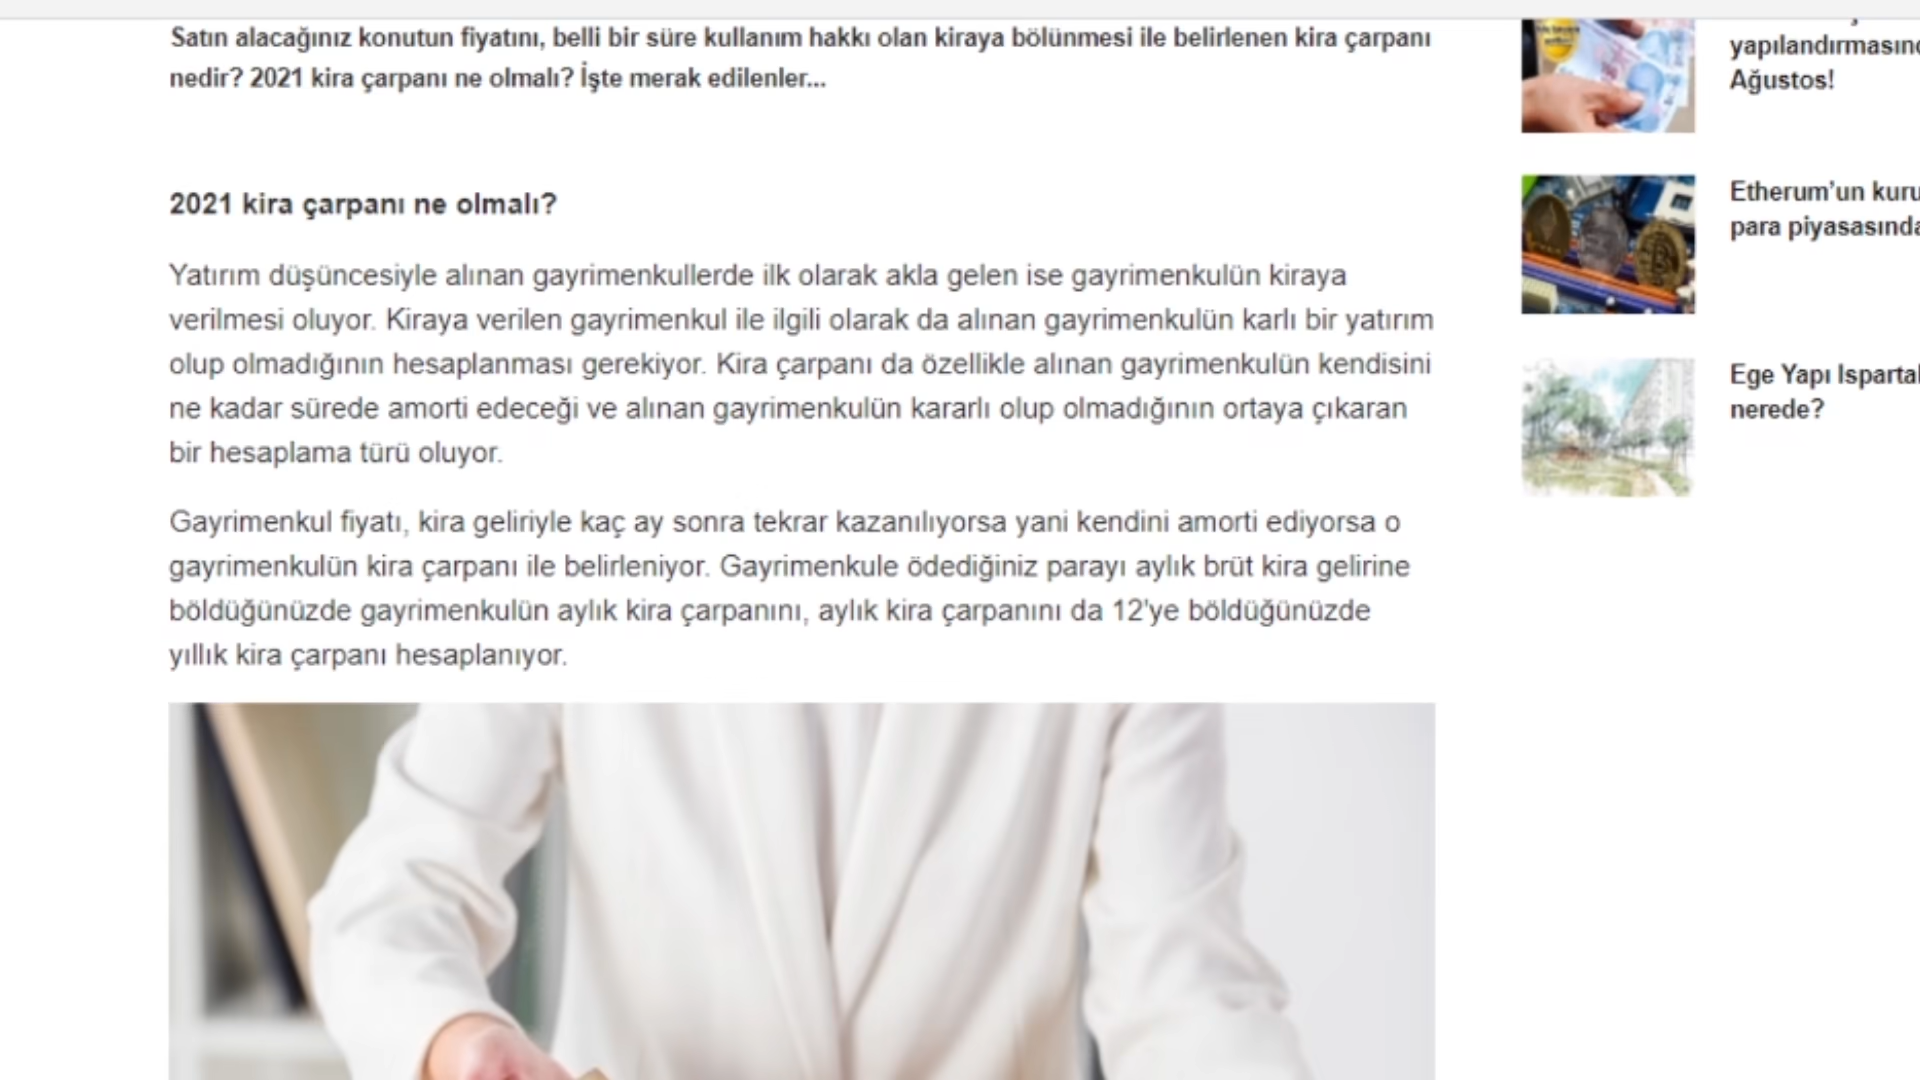 Satın alacağınız konutun fiyatını, belli bir süre kullanım hakkı olan kiraya bölünmesi ile belirlenen kira çarpanı
nedir? 2021 kira çarpanı ne olmalı? İşte merak edilenler...
2021 kira çarpanı ne olmalı?
Yatırım düşüncesiyle alınan gayrimenkullerde ilk olarak akla gelen ise gayrimenkulün kiraya
verilmesi oluyor. Kiraya verilen gayrimenkul ile ilgili olarak da alınan gayrimenkulün karlı bir yatırım
olup olmadığının hesaplanması gerekiyor. Kira çarpanı da özellikle alınan gayrimenkulün kendisini
ne kadar sürede amorti edeceği ve alınan gayrimenkulün kararlı olup olmadığının ortaya çıkaran
bir hesaplama türü oluyor.
Gayrimenkul fiyatı, kira geliriyle kaç ay sonra tekrar kazanılıyorsa yani kendini amorti ediyorsa o
gayrimenkulün kira çarpanı ile belirleniyor. Gayrimenkule ödediğiniz parayı aylık brüt kira gelirine
böldüğünüzde gayrimenkulün aylık kira çarpanını, aylık kira çarpanını da 12'ye böldüğünüzde
yıllık kira çarpanı hesaplanıyor.
yapılandırmasınd
Ağustos!
Etherum’un kuru
para piyasasında
Ege Yapı Ispartal
nerede?